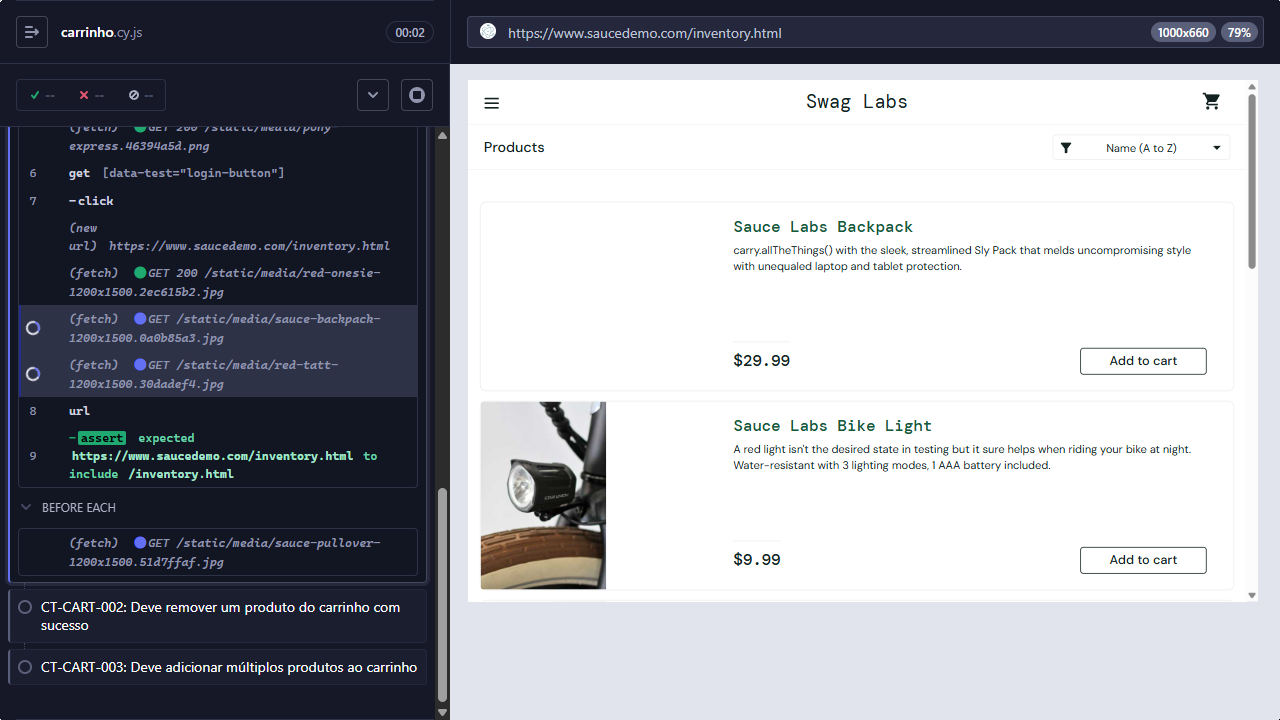 carrinho.cy.js
00:02
https://www.saucedemo.com/inventory.html
1000x660
79%
--
--
--
(fetch) GET 200 /static/media/pony-
express.46394a5d.png
6 get [data-test="login-button"]
7 -click
(new
url) https://www.saucedemo.com/inventory.html
(fetch) GET 200 /static/media/red-onesie-
1200x1500.2ec615b2.jpg
(fetch) GET /static/media/sauce-backpack-
1200x1500.0a0b85a3.jpg
(fetch) GET /static/media/red-tatt-
1200x1500.30dadef4.jpg
8 url
-assert expected
9 https://www.saucedemo.com/inventory.html to
include /inventory.html
BEFORE EACH
(fetch) GET /static/media/sauce-pullover-
1200x1500.51d7ffaf.jpg
CT-CART-002: Deve remover um produto do carrinho com
sucesso
CT-CART-003: Deve adicionar múltiplos produtos ao carrinho
Swag Labs
Products
Name (A to Z)
Sauce Labs Backpack
carry.allTheThings() with the sleek, streamlined Sly Pack that melds uncompromising style
with unequaled laptop and tablet protection.
$29.99
Add to cart
Sauce Labs Bike Light
A red light isn't the desired state in testing but it sure helps when riding your bike at night.
Water-resistant with 3 lighting modes, 1 AAA battery included.
$9.99
Add to cart